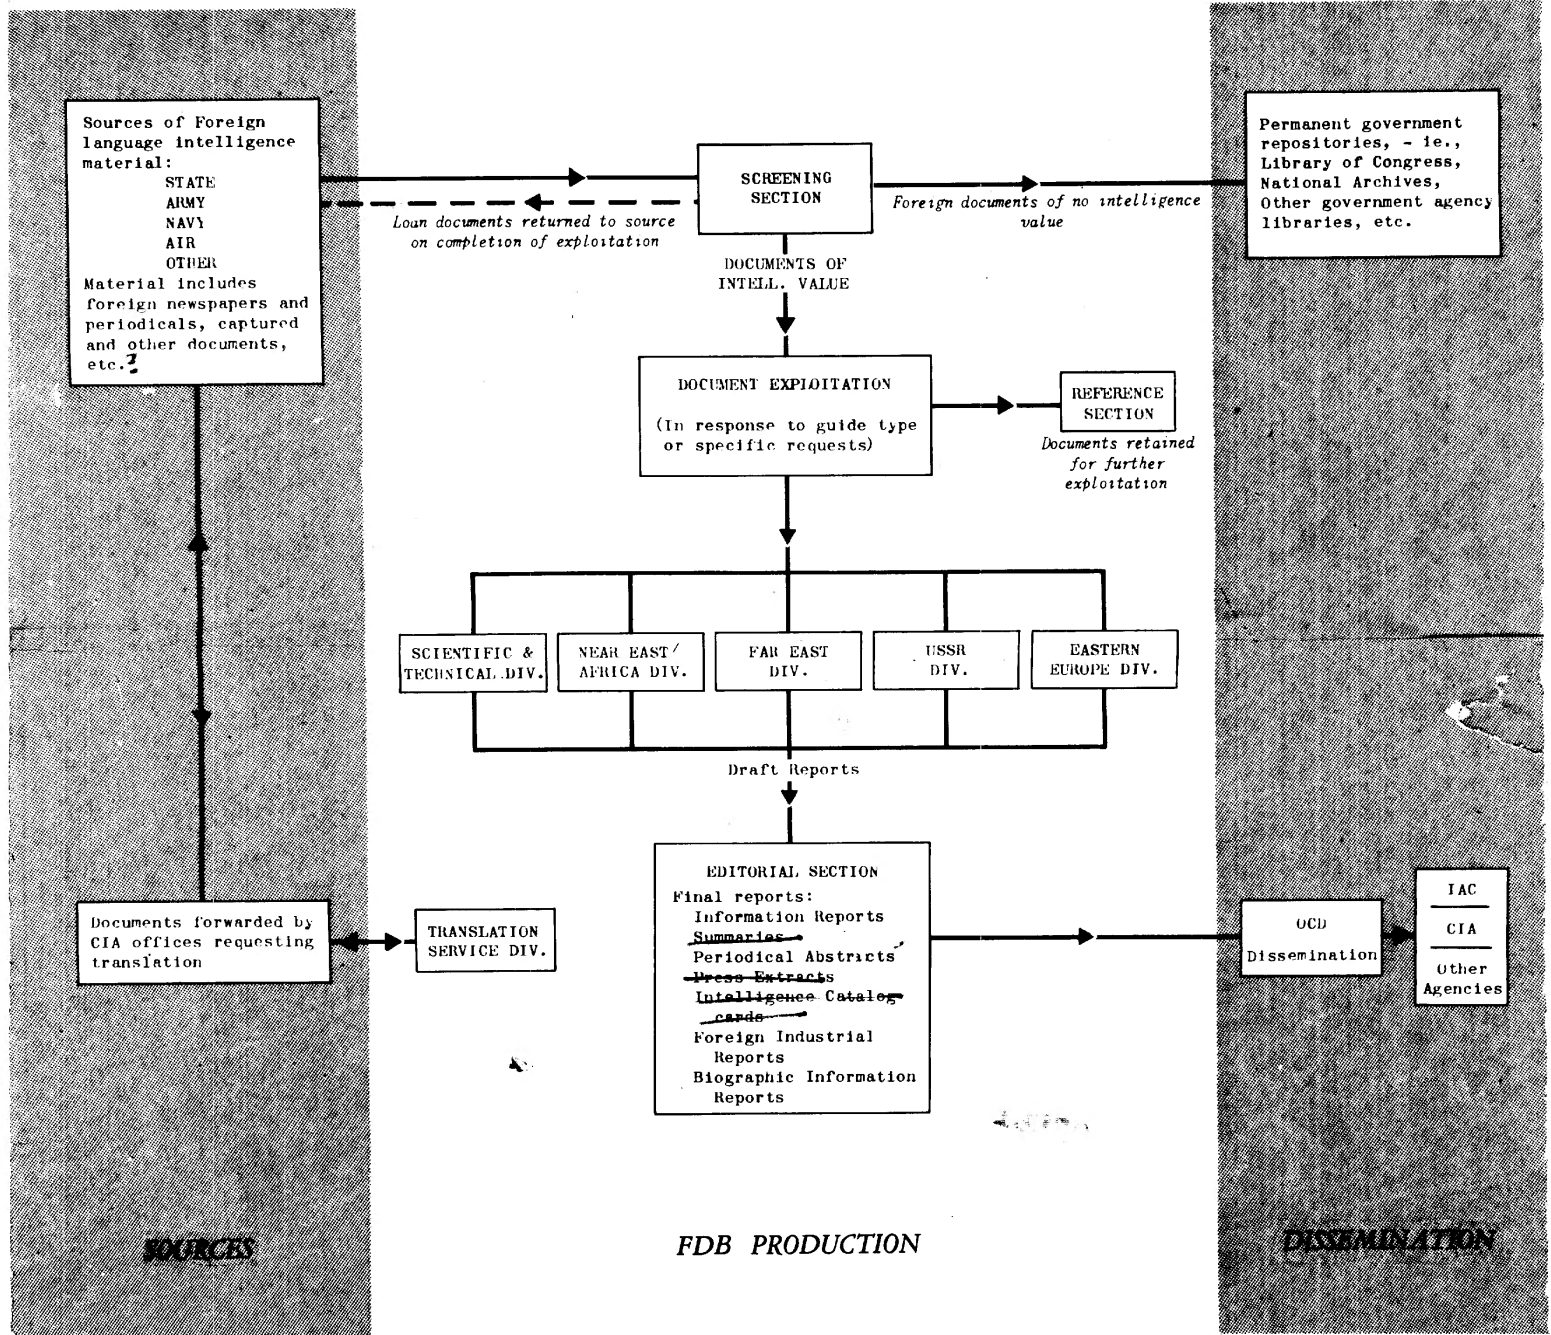 Sources of Foreign
language intelligence
material:
STATE
ARMY
NAVY
AIR
OTHER
Material includes
foreign newspapers and
periodicals, captured
and other documents,
etc.?
SCREENING
SECTION
Loan documents returned to source
on completion of exploitation
Foreign documents of no intelligence
value
Permanent government
repositories, - ie.,
Library of Congress,
National Archives,
Other government agency
libraries, etc.
DOCUMENTS OF
INTELL. VALUE
DOCUMENT EXPLOITATION
(In response to guide type
or specific requests)
REFERENCE
SECTION
Documents retained
for further
exploitation
SCIENTIFIC &
TECHNICAL DIV.
NEAR EAST/
AFRICA DIV.
FAR EAST
DIV.
USSR
DIV.
EASTERN
EUROPE DIV.
Draft Reports
EDITORIAL SECTION
Final reports:
Information Reports
Summaries
Periodical Abstracts
Press Extracts
Intelligence Catalog
cards
Foreign Industrial
Reports
Biographic Information
Reports
Documents forwarded by
CIA offices requesting
translation
TRANSLATION
SERVICE DIV.
OCD
Dissemination
IAC
CIA
Other
Agencies
SOURCES
FDB PRODUCTION
DISSEMINATION